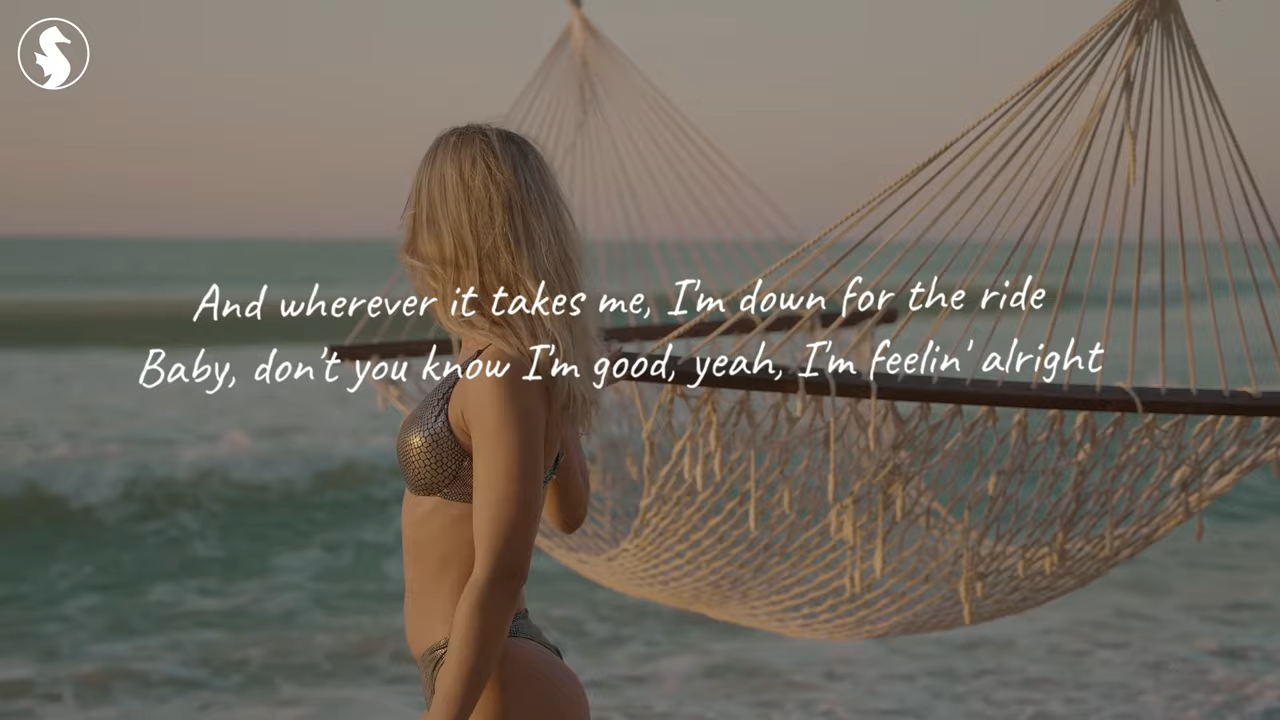 And wherever it takes me, I'm down for the ride
Baby, don't you know I'm good, yeah, I'm feelin' alright